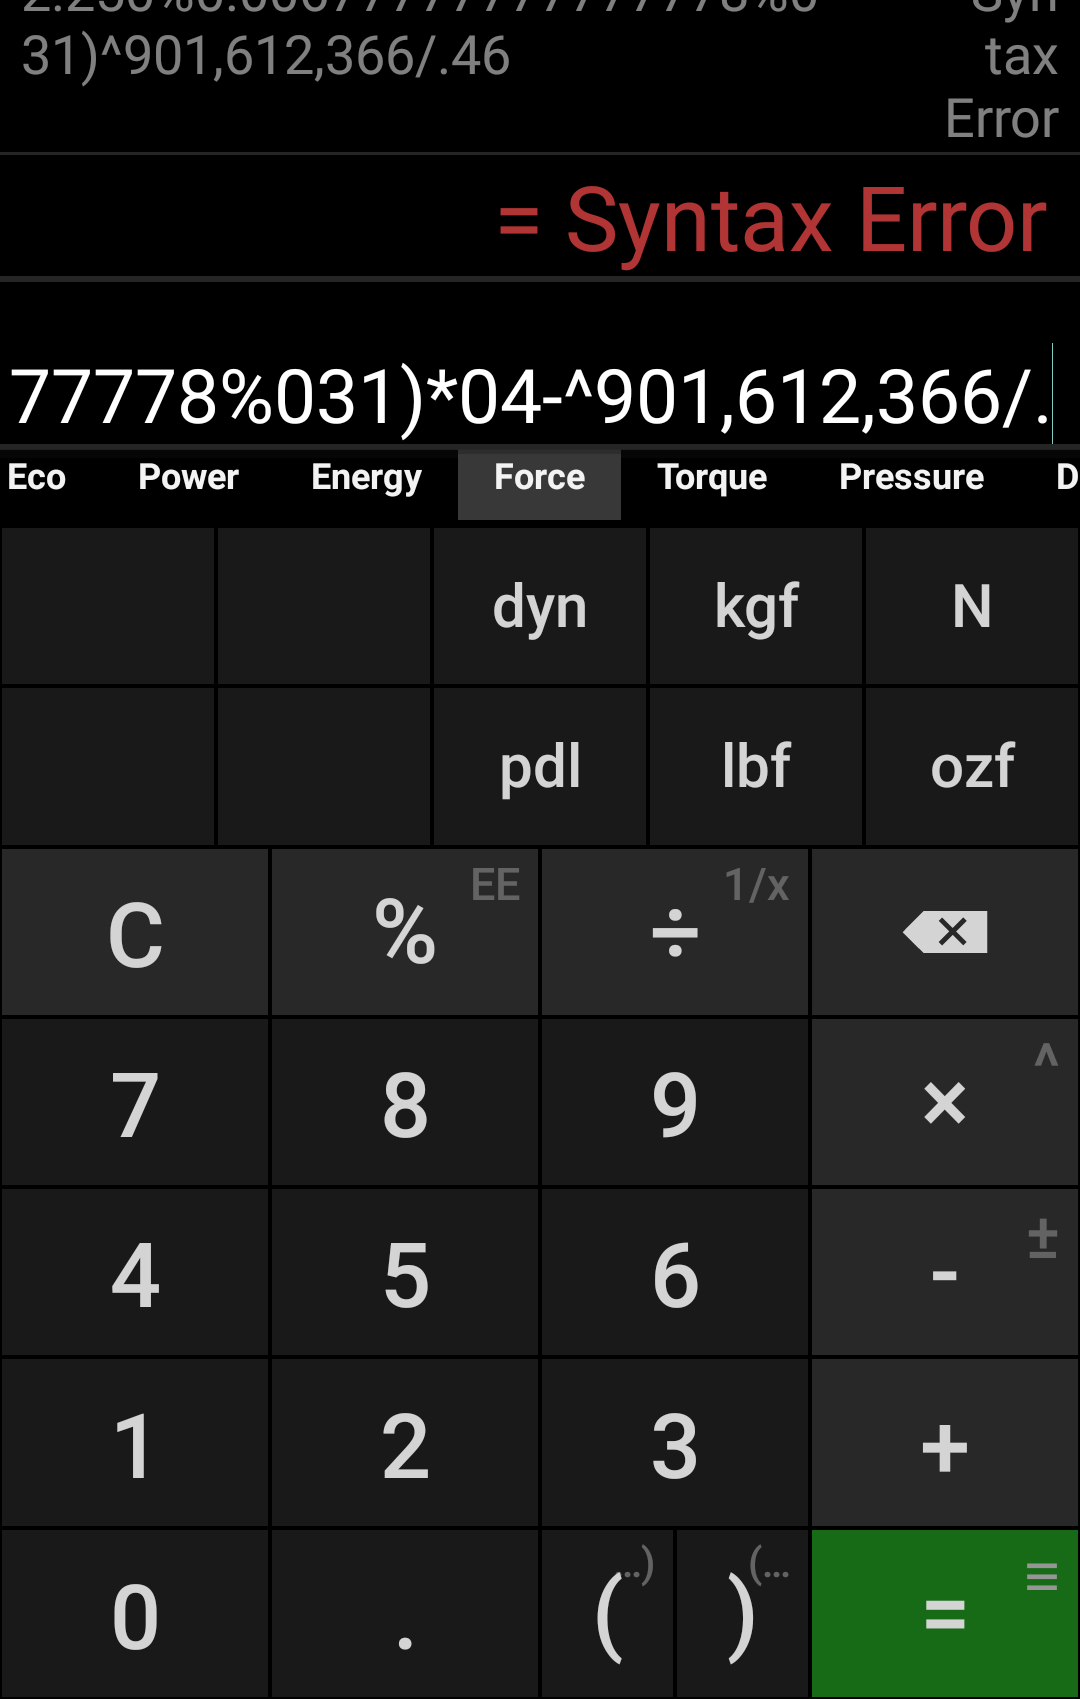 31)^901,612,366/.46
tax
Error
= Syntax Error
77778%031)*04-^901,612,366/.
Eco Power Energy Force Torque Pressure D
dyn kgf N
pdl lbf ozf
C % EE ÷ 1/x
7 8 9 × ^
4 5 6 - ±
1 2 3 +
0 . ( ..) ) (... = ≡